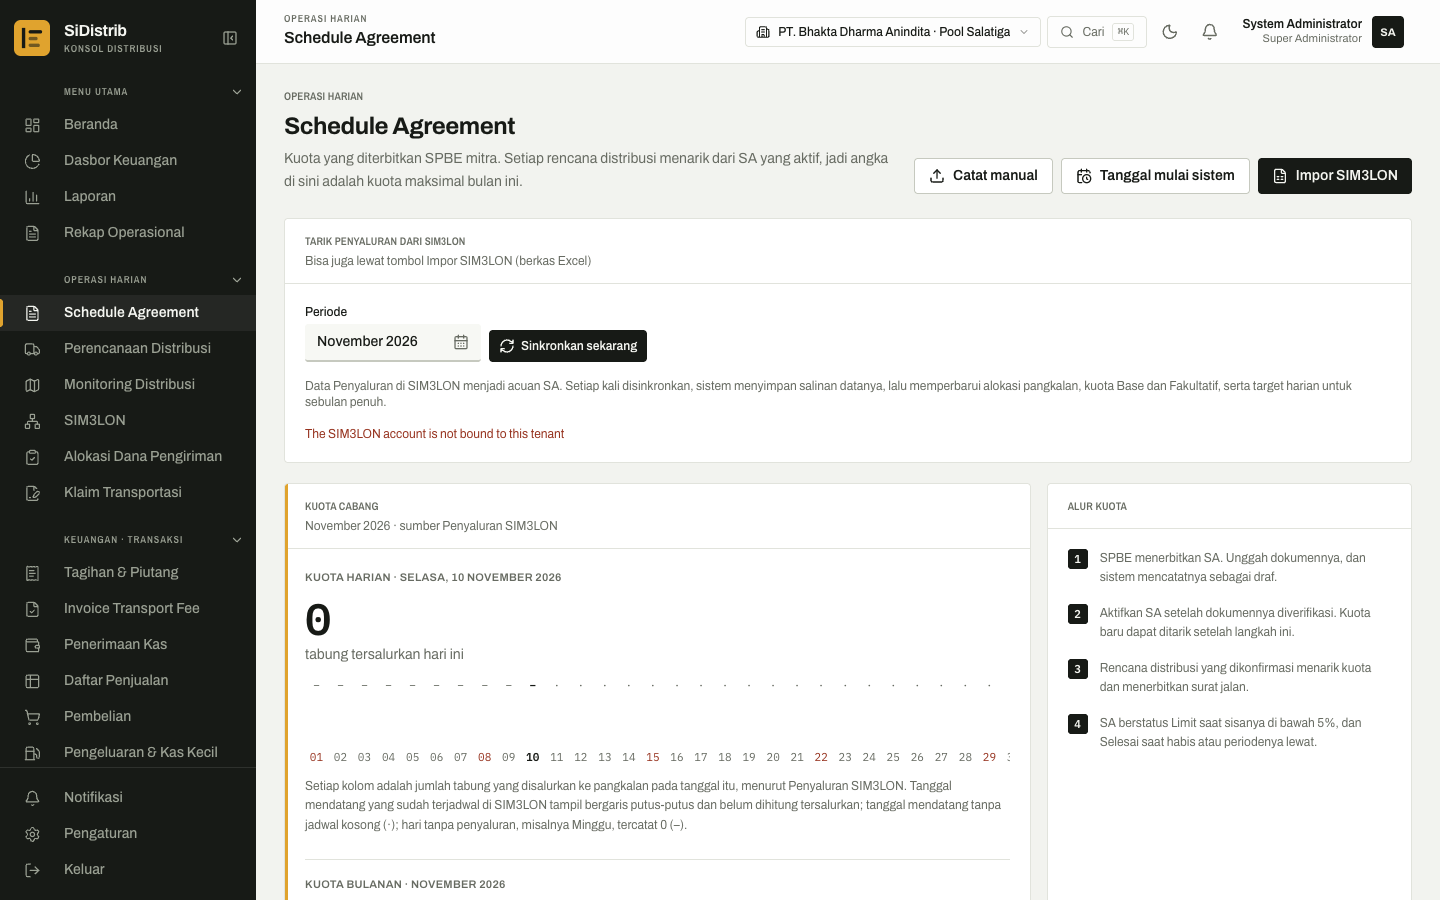 SiDistrib
KONSOL DISTRIBUSI
MENU UTAMA
Beranda
Dasbor Keuangan
Laporan
Rekap Operasional
OPERASI HARIAN
Schedule Agreement
Perencanaan Distribusi
Monitoring Distribusi
SIM3LON
Alokasi Dana Pengiriman
Klaim Transportasi
KEUANGAN · TRANSAKSI
Tagihan & Piutang
Invoice Transport Fee
Penerimaan Kas
Daftar Penjualan
Pembelian
Pengeluaran & Kas Kecil
Notifikasi
Pengaturan
Keluar
OPERASI HARIAN
Schedule Agreement
PT. Bhakta Dharma Anindita · Pool Salatiga
Cari ⌘K
System Administrator
Super Administrator
SA
OPERASI HARIAN
Schedule Agreement
Kuota yang diterbitkan SPBE mitra. Setiap rencana distribusi menarik dari SA yang aktif, jadi angka
di sini adalah kuota maksimal bulan ini.
Catat manual
Tanggal mulai sistem
Impor SIM3LON
TARIK PENYALURAN DARI SIM3LON
Bisa juga lewat tombol Impor SIM3LON (berkas Excel)
Periode
November 2026
Sinkronkan sekarang
Data Penyaluran di SIM3LON menjadi acuan SA. Setiap kali disinkronkan, sistem menyimpan salinan datanya, lalu memperbarui alokasi pangkalan, kuota Base dan Fakultatif, serta target harian untuk
sebulan penuh.
The SIM3LON account is not bound to this tenant
KUOTA CABANG
November 2026 · sumber Penyaluran SIM3LON
KUOTA HARIAN · SELASA, 10 NOVEMBER 2026
0
tabung tersalurkan hari ini
– – – – – – – – – – · · · · · · · · · · · · · · · · · · ·
01 02 03 04 05 06 07 08 09 10 11 12 13 14 15 16 17 18 19 20 21 22 23 24 25 26 27 28 29
Setiap kolom adalah jumlah tabung yang disalurkan ke pangkalan pada tanggal itu, menurut Penyaluran SIM3LON. Tanggal
mendatang yang sudah terjadwal di SIM3LON tampil bergaris putus-putus dan belum dihitung tersalurkan; tanggal mendatang tanpa
jadwal kosong (·); hari tanpa penyaluran, misalnya Minggu, tercatat 0 (–).
KUOTA BULANAN · NOVEMBER 2026
ALUR KUOTA
1 SPBE menerbitkan SA. Unggah dokumennya, dan
sistem mencatatnya sebagai draf.
2 Aktifkan SA setelah dokumennya diverifikasi. Kuota
baru dapat ditarik setelah langkah ini.
3 Rencana distribusi yang dikonfirmasi menarik kuota
dan menerbitkan surat jalan.
4 SA berstatus Limit saat sisanya di bawah 5%, dan
Selesai saat habis atau periodenya lewat.